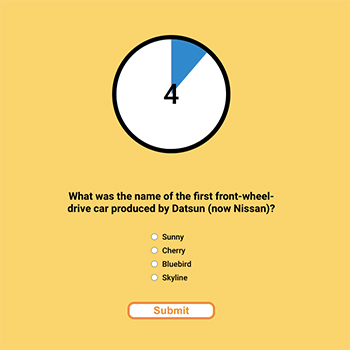 4
What was the name of the first front-wheel-
drive car produced by Datsun (now Nissan)?
Sunny
Cherry
Bluebird
Skyline
Submit